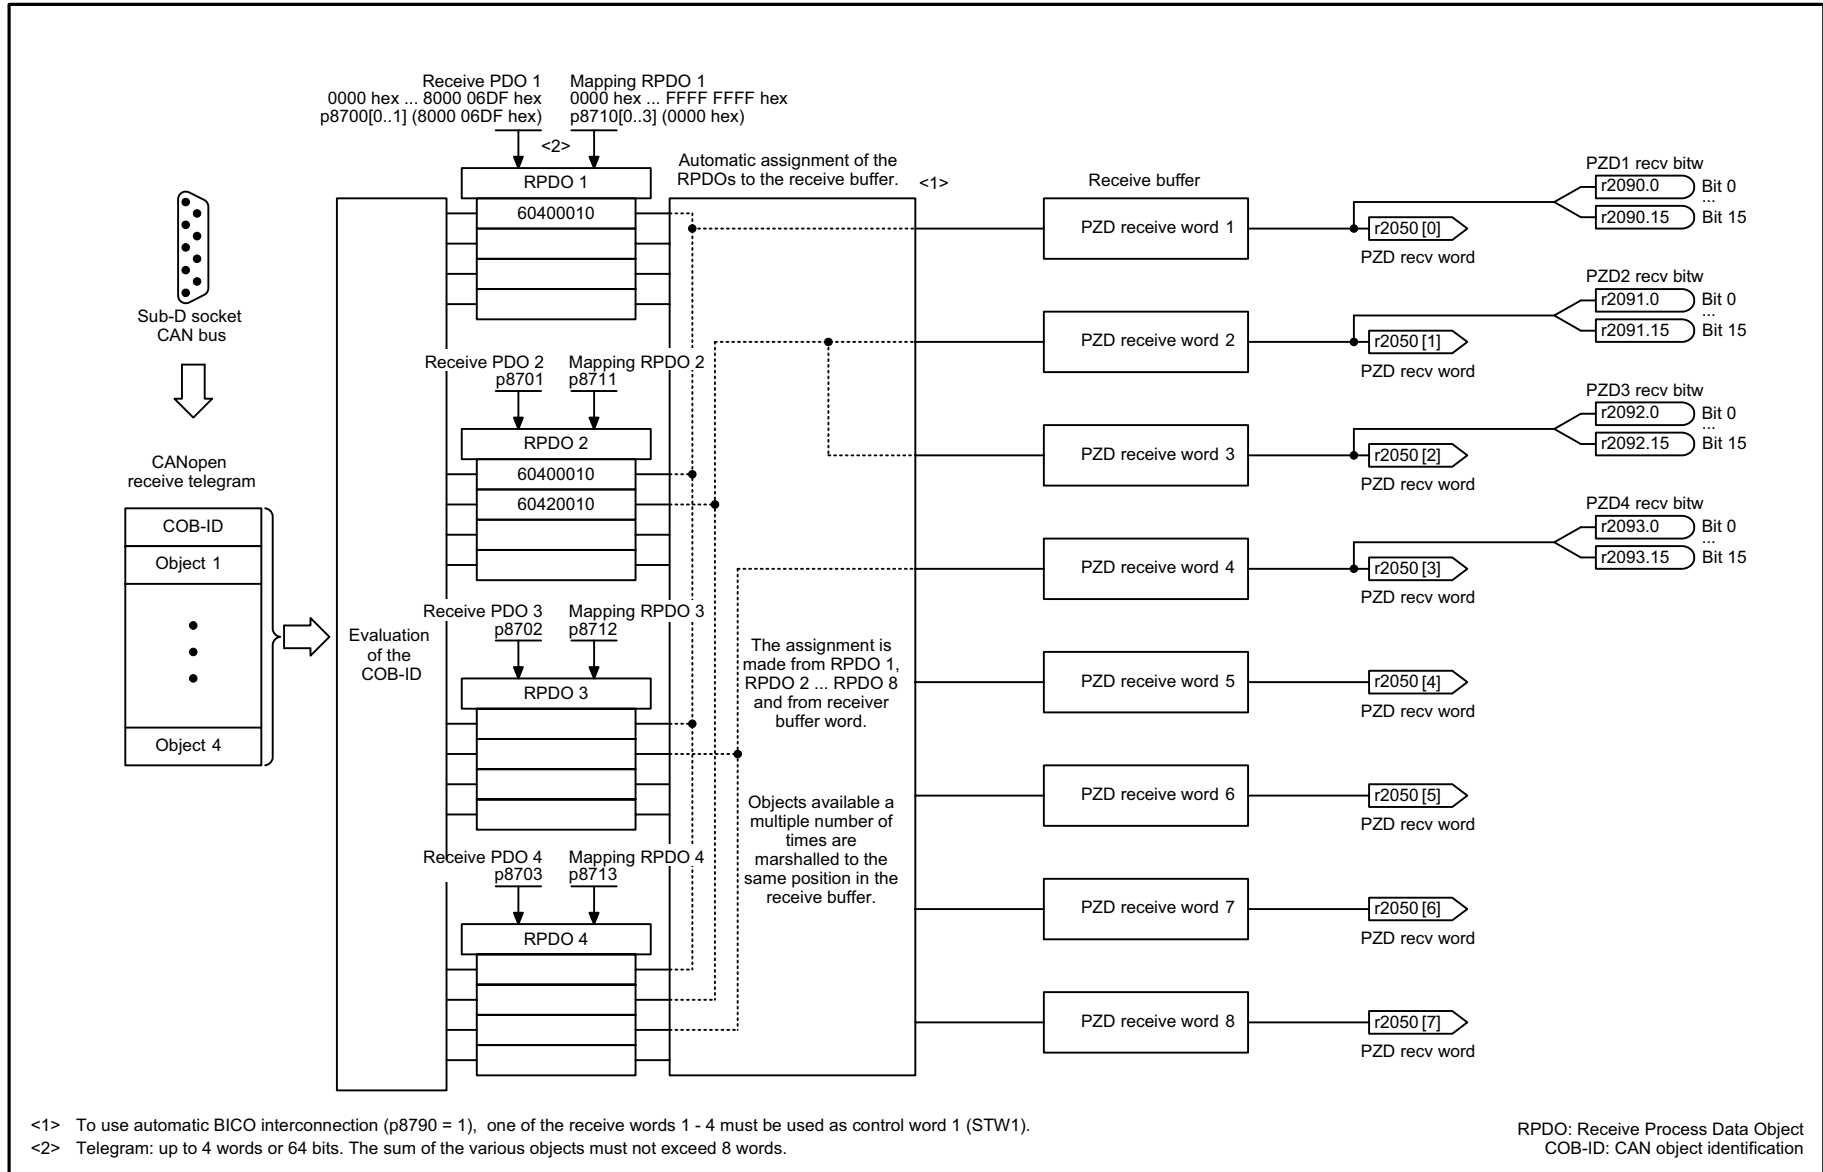 Receive PDO 1
0000 hex ... 8000 06DF hex
p8700[0..1] (8000 06DF hex)
Mapping RPDO 1
0000 hex ... FFFF FFFF hex
p8710[0..3] (0000 hex)
<2>
RPDO 1
60400010
Automatic assignment of the
RPDOs to the receive buffer.
<1>
Receive buffer
Sub-D socket
CAN bus
CANopen
receive telegram
COB-ID
Object 1
Object 4
Evaluation
of the
COB-ID
Receive PDO 2
p8701
Mapping RPDO 2
p8711
RPDO 2
60400010
60420010
Receive PDO 3
p8702
Mapping RPDO 3
p8712
RPDO 3
Receive PDO 4
p8703
Mapping RPDO 4
p8713
RPDO 4
The assignment is
made from RPDO 1,
RPDO 2 ... RPDO 8
and from receiver
buffer word.
Objects available a
multiple number of
times are
marshalled to the
same position in the
receive buffer.
PZD receive word 1
r2050 [0]
PZD recv word
PZD1 recv bitw
r2090.0 Bit 0
...
r2090.15 Bit 15
PZD receive word 2
r2050 [1]
PZD recv word
PZD2 recv bitw
r2091.0 Bit 0
...
r2091.15 Bit 15
PZD receive word 3
r2050 [2]
PZD recv word
PZD3 recv bitw
r2092.0 Bit 0
...
r2092.15 Bit 15
PZD receive word 4
r2050 [3]
PZD recv word
PZD4 recv bitw
r2093.0 Bit 0
...
r2093.15 Bit 15
PZD receive word 5
r2050 [4]
PZD recv word
PZD receive word 6
r2050 [5]
PZD recv word
PZD receive word 7
r2050 [6]
PZD recv word
PZD receive word 8
r2050 [7]
PZD recv word
<1> To use automatic BICO interconnection (p8790 = 1), one of the receive words 1 - 4 must be used as control word 1 (STW1).
<2> Telegram: up to 4 words or 64 bits. The sum of the various objects must not exceed 8 words.
RPDO: Receive Process Data Object
COB-ID: CAN object identification